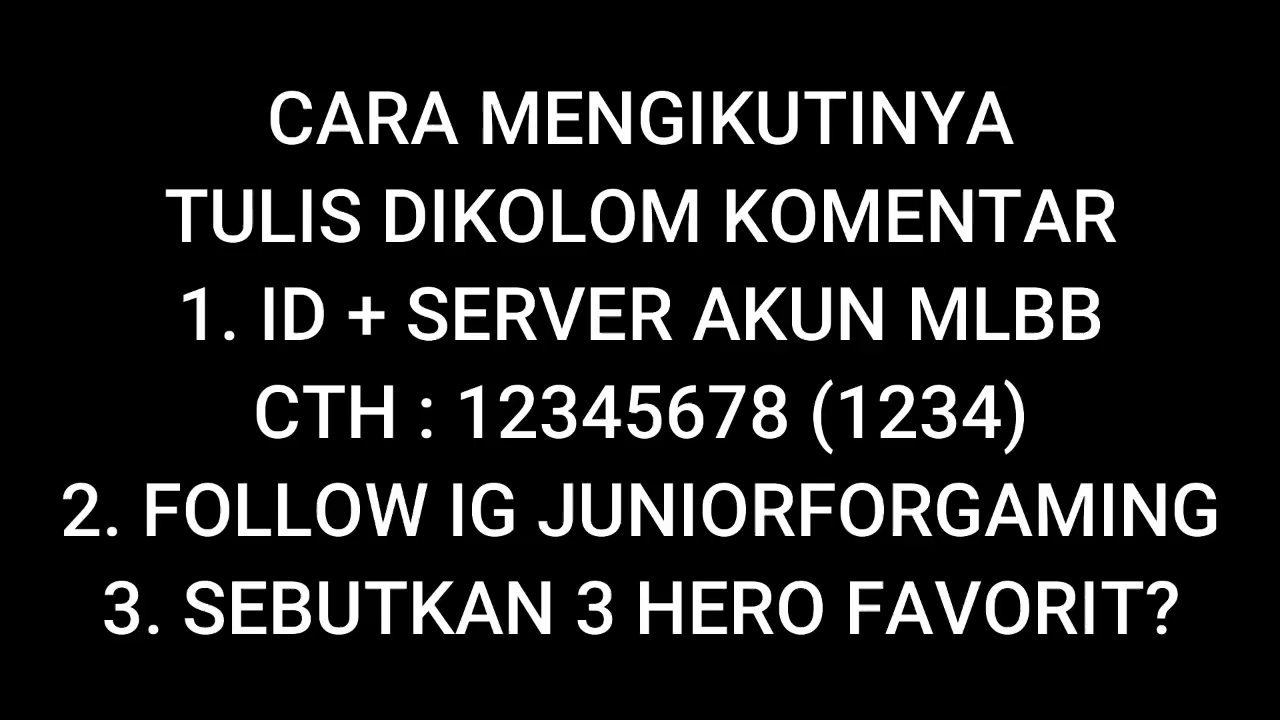 CARA MENGIKUTINYA
TULIS DIKOLOM KOMENTAR
1. ID + SERVER AKUN MLBB
CTH : 12345678 (1234)
2. FOLLOW IG JUNIORFORGAMING
3. SEBUTKAN 3 HERO FAVORIT?